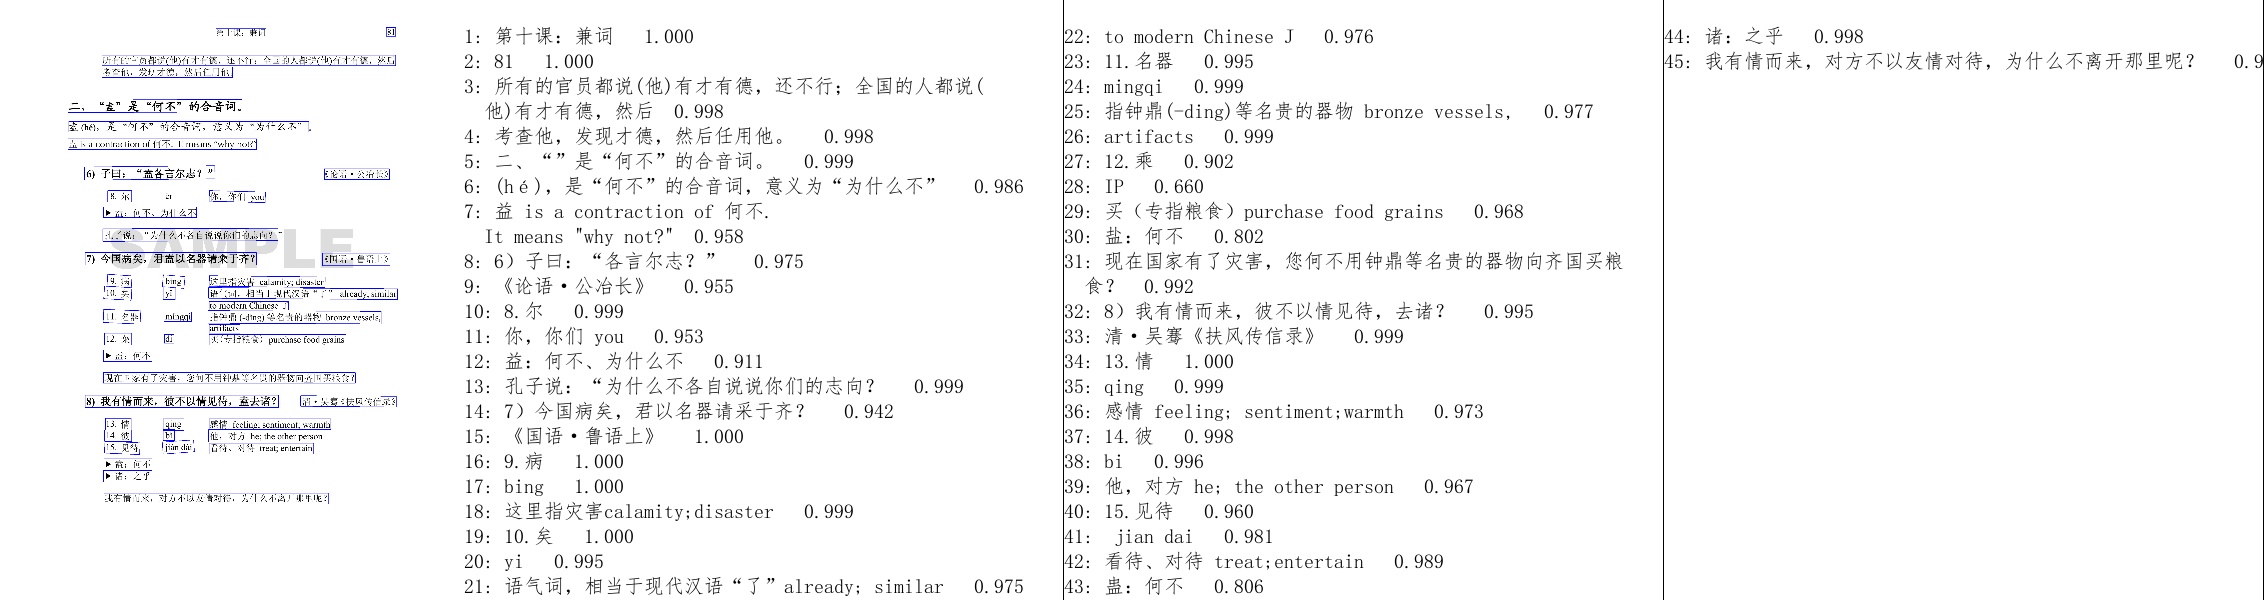 第十课：兼词
81
所有的官员都说(他)有才有德，还不行；全国的人都说(他)有才有德，然后
考查他，发现才德，然后任用他。
二、“盍”是“何不”的合音词。
盍(hé)，是“何不”的合音词，意义为“为什么不”。
盍 is a contraction of 何不. It means "why not?"
6) 子曰：“盍各言尔志？”
《论语·公冶长》
8. 尔 er 你，你们 you
▶ 盍：何不、为什么不
孔子说：“为什么不各自说说你们的志向？”
SAMPLE
7) 今国病矣，君盍以名器请籴于齐？
《国语·鲁语上》
9. 病 bing 这里指灾害 calamity; disaster
10. 矣 yi 语气词，相当于现代汉语“了” already; similar
to modern Chinese 了
11. 名器 mingqi 指钟鼎(-ding)等名贵的器物 bronze vessels,
artifacts
12. 籴 di 买(专指粮食) purchase food grains
▶ 盍：何不
现在国家有了灾害，您何不用钟鼎等名贵的器物向齐国买粮食？
8) 我有情而来，彼不以情见待，盍去诸？
清·吴骞《扶风传信录》
13. 情 qing 感情 feeling; sentiment; warmth
14. 彼 bi 他，对方 he; the other person
15. 见待 jian dai 看待、对待 treat; entertain
▶ 盍：何不
▶ 诸：之乎
我有情而来，对方不以友情对待，为什么不离开那里呢？
1: 第十课：兼词 1.000
2: 81 1.000
3: 所有的官员都说(他)有才有德，还不行；全国的人都说(
他)有才有德，然后 0.998
4: 考查他，发现才德，然后任用他。 0.998
5: 二、“”是“何不”的合音词。 0.999
6: (hé)，是“何不”的合音词，意义为“为什么不” 0.986
7: 益 is a contraction of 何不.
It means "why not?" 0.958
8: 6）子曰：“各言尔志？” 0.975
9: 《论语·公冶长》 0.955
10: 8.尔 0.999
11: 你，你们 you 0.953
12: 益：何不、为什么不 0.911
13: 孔子说：“为什么不各自说说你们的志向？ 0.999
14: 7）今国病矣，君以名器请采于齐？ 0.942
15: 《国语·鲁语上》 1.000
16: 9.病 1.000
17: bing 1.000
18: 这里指灾害calamity;disaster 0.999
19: 10.矣 1.000
20: yi 0.995
21: 语气词，相当于现代汉语“了”already; similar 0.975
22: to modern Chinese J 0.976
23: 11.名器 0.995
24: mingqi 0.999
25: 指钟鼎(-ding)等名贵的器物 bronze vessels, 0.977
26: artifacts 0.999
27: 12.乘 0.902
28: IP 0.660
29: 买（专指粮食）purchase food grains 0.968
30: 盐：何不 0.802
31: 现在国家有了灾害，您何不用钟鼎等名贵的器物向齐国买粮
食？ 0.992
32: 8）我有情而来，彼不以情见待，去诸？ 0.995
33: 清·吴骞《扶风传信录》 0.999
34: 13.情 1.000
35: qing 0.999
36: 感情 feeling; sentiment;warmth 0.973
37: 14.彼 0.998
38: bi 0.996
39: 他，对方 he; the other person 0.967
40: 15.见待 0.960
41: jian dai 0.981
42: 看待、对待 treat;entertain 0.989
43: 蛊：何不 0.806
44: 诸：之乎 0.998
45: 我有情而来，对方不以友情对待，为什么不离开那里呢？ 0.9